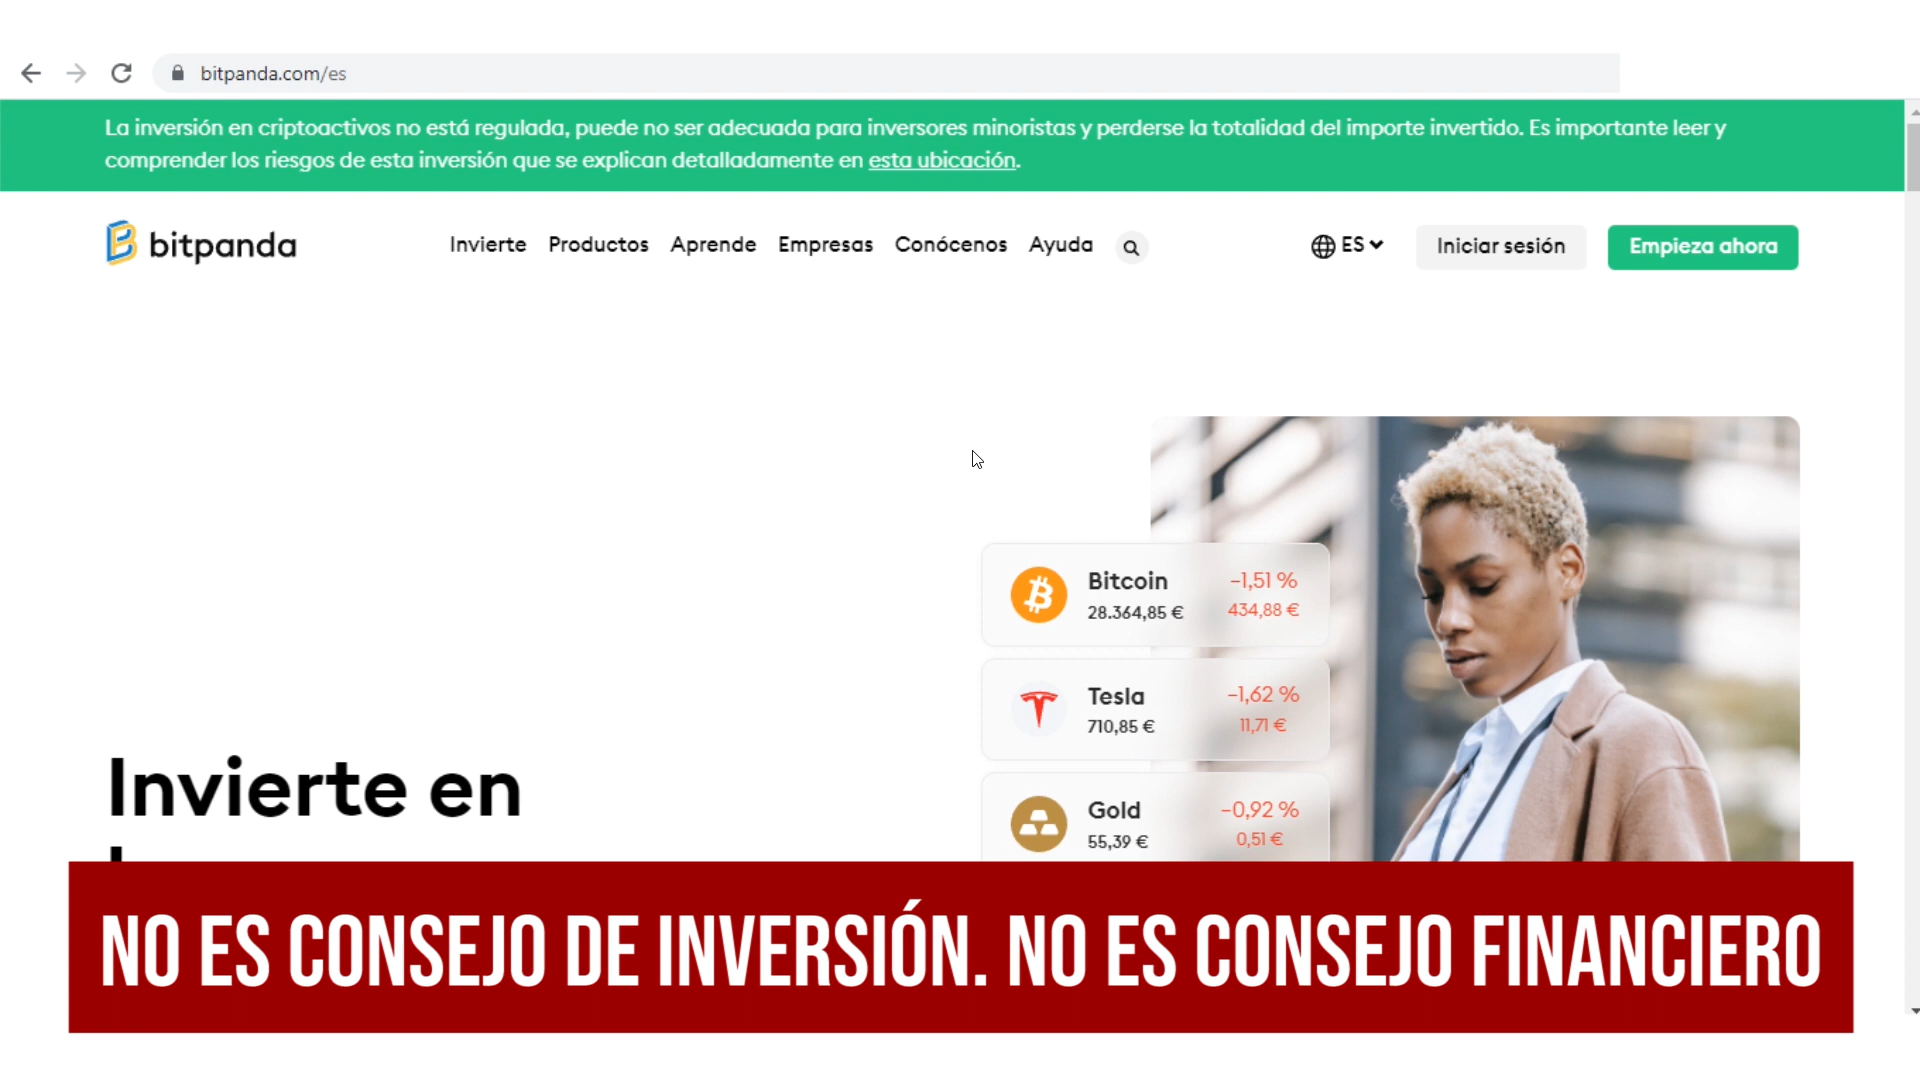 bitpanda.com/es
La inversión en criptoactivos no está regulada, puede no ser adecuada para inversores minoristas y perderse la totalidad del importe invertido. Es importante leer y
comprender los riesgos de esta inversión que se explican detalladamente en esta ubicación.
bitpanda
Invierte Productos Aprende Empresas Conócenos Ayuda
ES
Iniciar sesión
Empieza ahora
Bitcoin -1,51 %
28.364,85 € 434,88 €
Tesla -1,62 %
710,85 € 11,71 €
Gold -0,92 %
55,39 € 0,51 €
Invierte en
NO ES CONSEJO DE INVERSIÓN. NO ES CONSEJO FINANCIERO